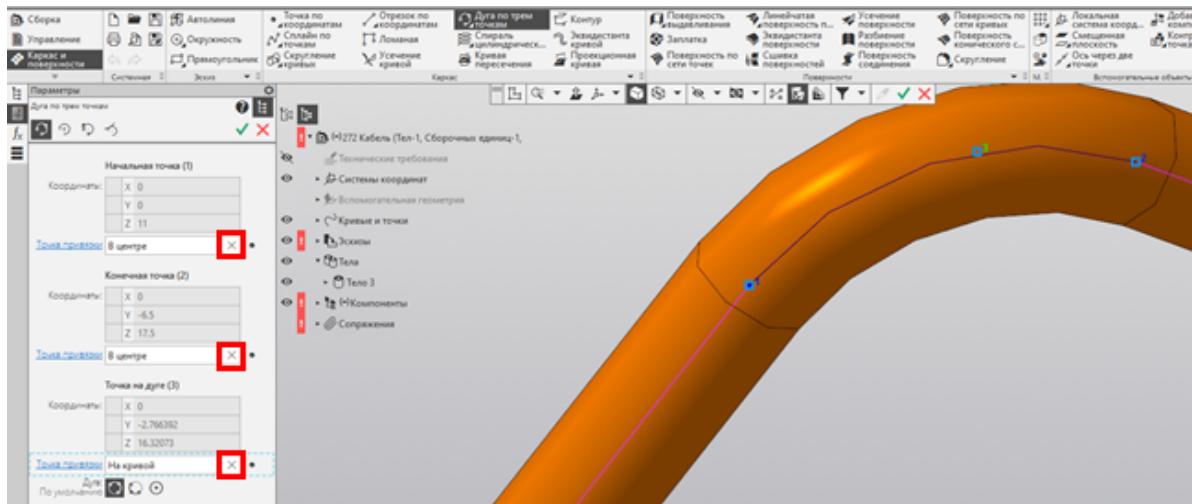 Сборка
Управление
Каркас и поверхности
Системная
Автолиния
Окружность
Прямоугольник
Эскиз
Точка по координатам
Сплайн по точкам
Скругление кривых
Отрезок по координатам
Ломаная
Усечение кривой
Дуга по трем точкам
Спираль цилиндрическ...
Кривая пересечения
Контур
Эквидистанта кривой
Проекционная кривая
Каркас
Поверхность выдавливания
Заплатка
Поверхность по сети точек
Линейчатая поверхность п...
Эквидистанта поверхности
Сшивка поверхностей
Усечение поверхности
Разбиение поверхности
Поверхность соединения
Поверхность по сети кривых
Поверхность конического с...
Скругление
Поверхности
М.
Локальная система коорд...
Смещенная плоскость
Ось через две точки
Вспомогательные объекты
Параметры
Дуга по трем точкам
Начальная точка (1)
Координаты:
X 0
Y 0
Z 11
Точка привязки В центре
Конечная точка (2)
Координаты:
X 0
Y -6.5
Z 17.5
Точка привязки В центре
Точка на дуге (3)
Координаты:
X 0
Y -2.766392
Z 16.32073
Точка привязки На кривой
Дуга:
По умолчанию
(-)272 Кабель (Тел-1, Сборочных единиц-1,
Технические требования
Системы координат
Вспомогательная геометрия
Кривые и точки
Эскизы
Тела
Тело 3
(-)Компоненты
Сопряжения
1
2
3